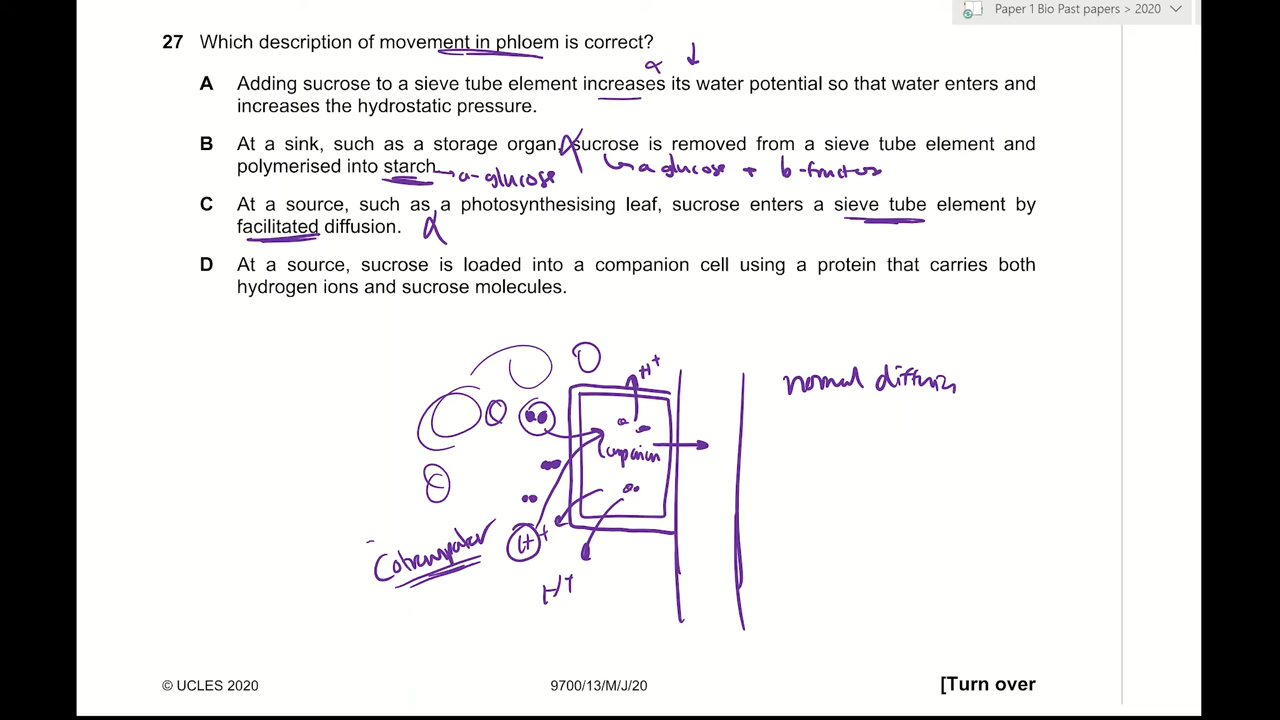 Paper 1 Bio Past papers > 2020
27 Which description of movement in phloem is correct?
A Adding sucrose to a sieve tube element increases its water potential so that water enters and
increases the hydrostatic pressure.
B At a sink, such as a storage organ, sucrose is removed from a sieve tube element and
polymerised into starch.
a-glucose
a glucose + b-fructos
C At a source, such as a photosynthesising leaf, sucrose enters a sieve tube element by
facilitated diffusion.
D At a source, sucrose is loaded into a companion cell using a protein that carries both
hydrogen ions and sucrose molecules.
H+
normal diffusin
Companion
H+
Cotransporter
H+
© UCLES 2020
9700/13/M/J/20
[Turn over